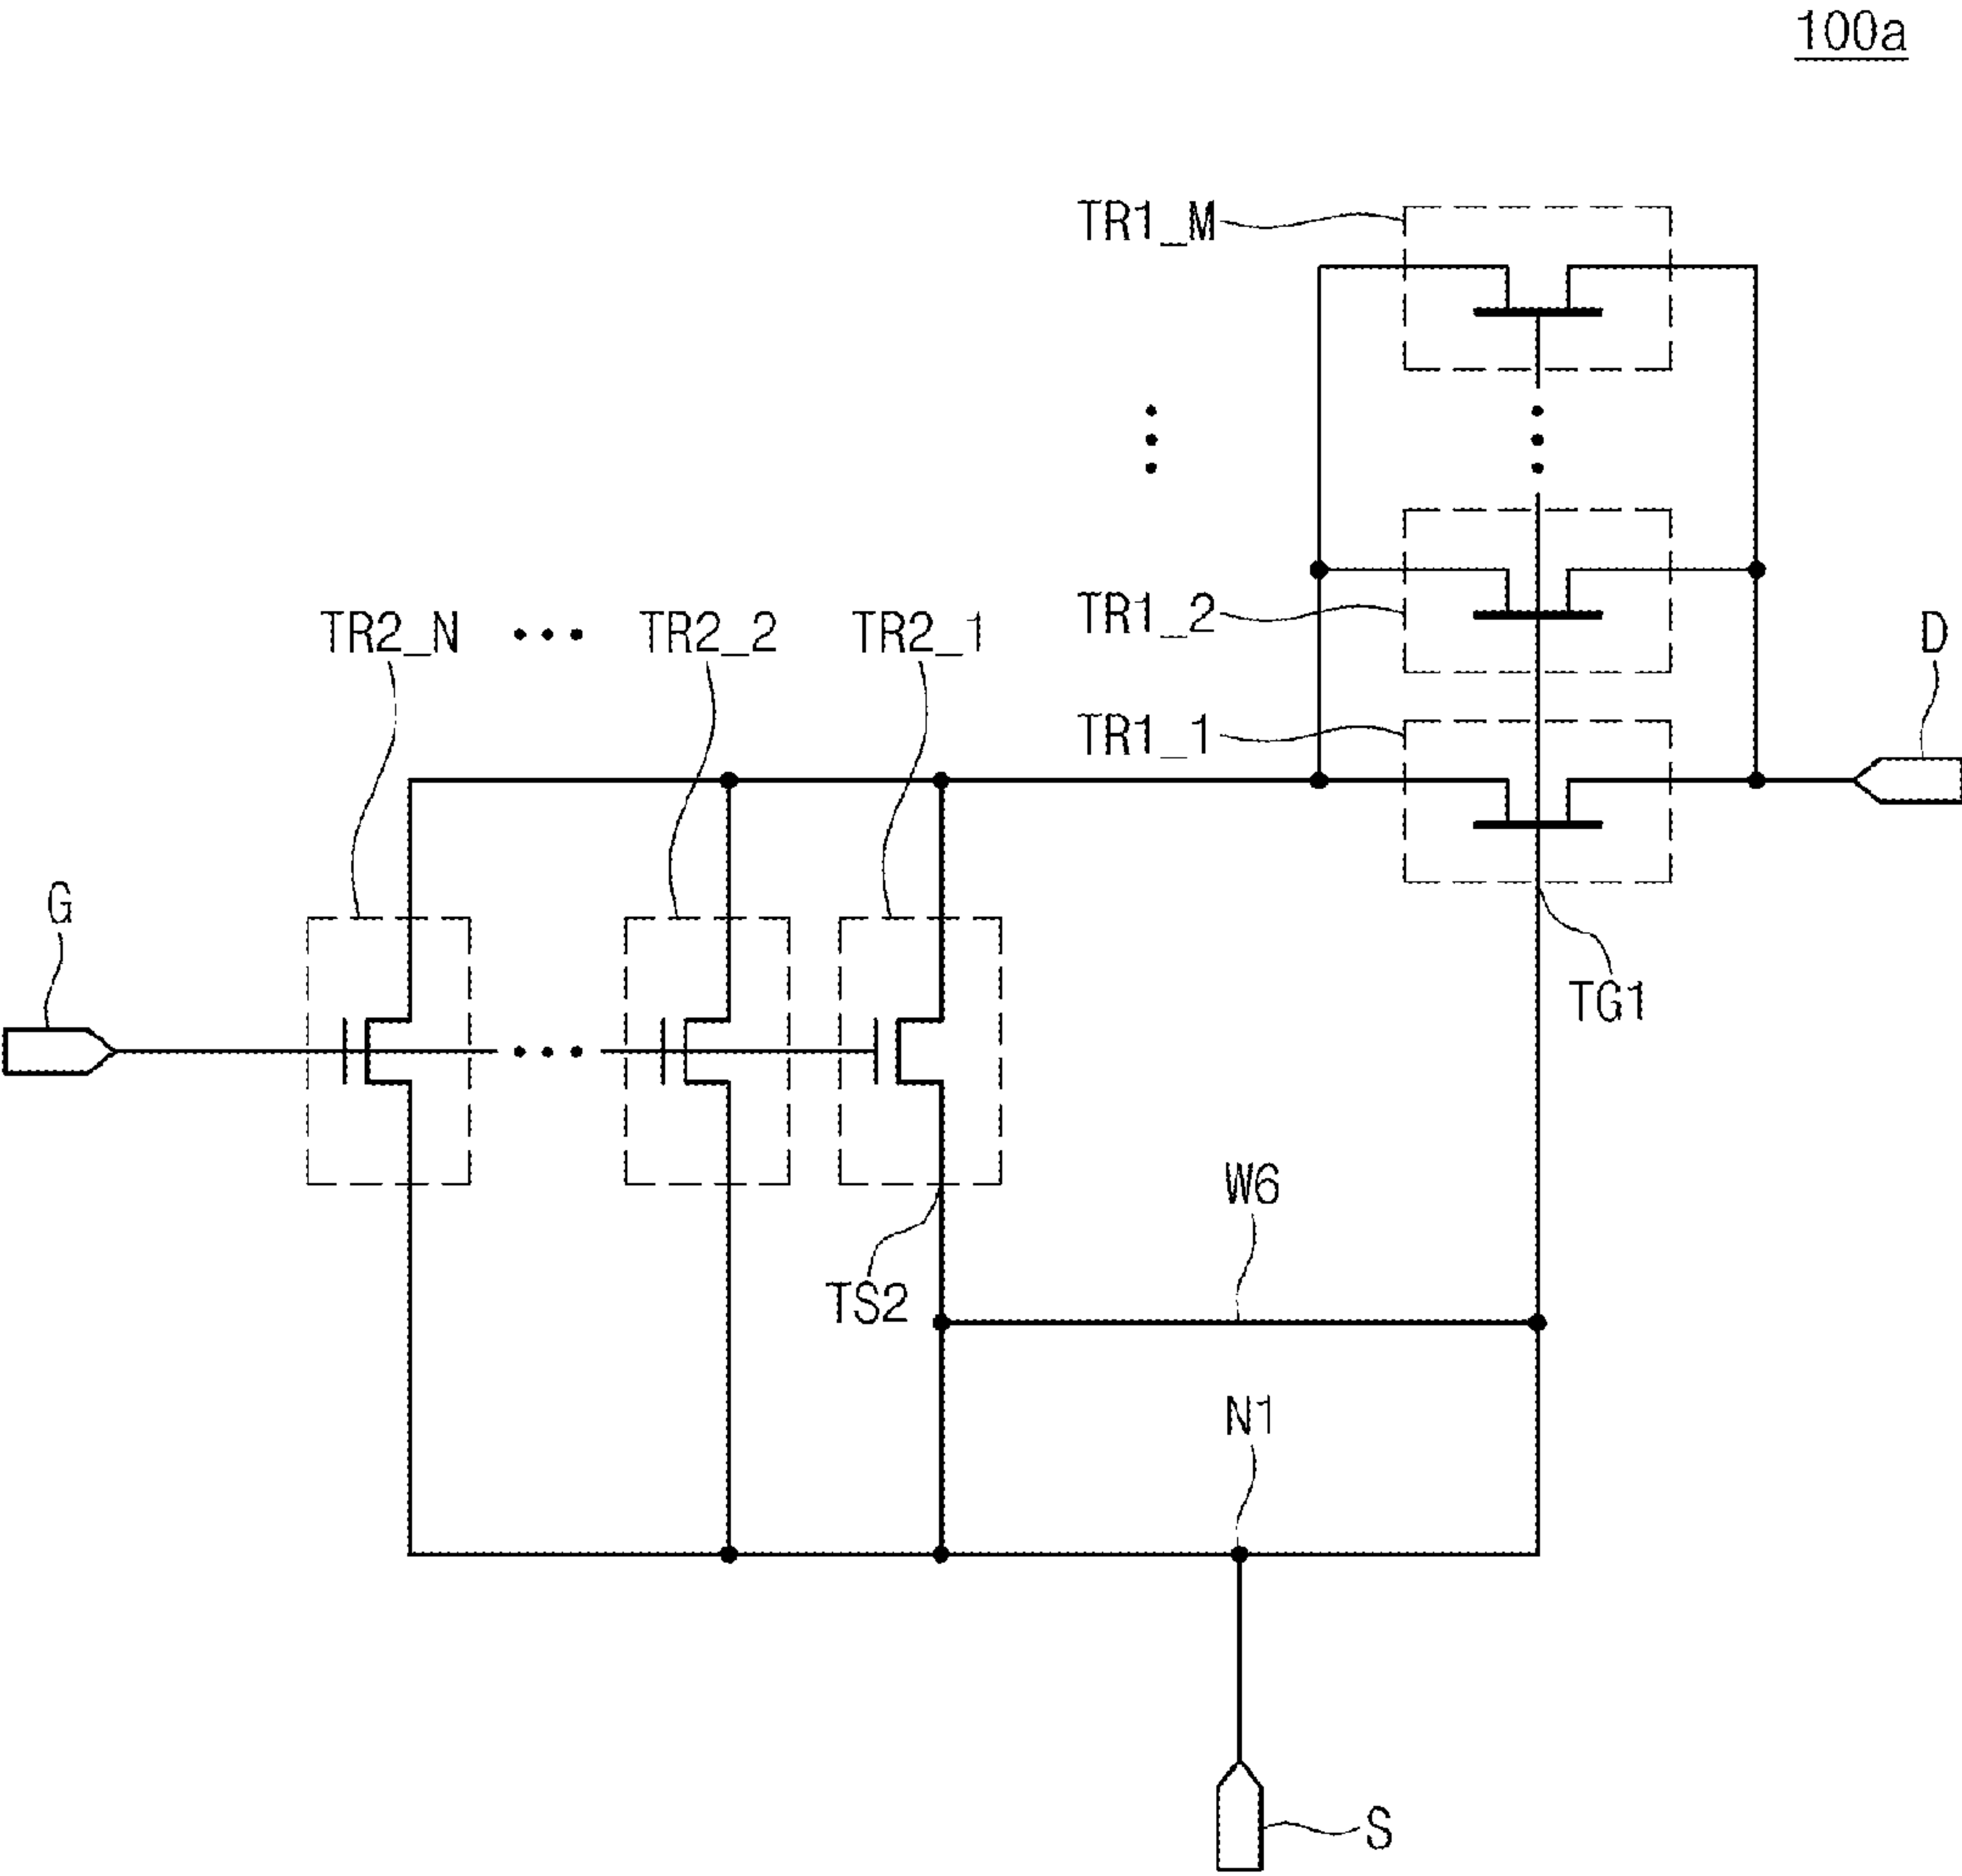 100a
TR1_M
TR1_2
TR2_N ... TR2_2 TR2_1
D
TR1_1
G
TG1
W6
TS2
N1
S